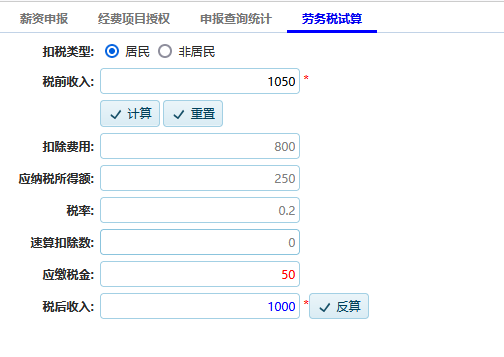 薪资申报 经费项目授权 申报查询统计 劳务税试算
扣税类型: 居民 非居民
税前收入: 1050 *
计算 重置
扣除费用: 800
应纳税所得额: 250
税率: 0.2
速算扣除数: 0
应缴税金: 50
税后收入: 1000 * 反算